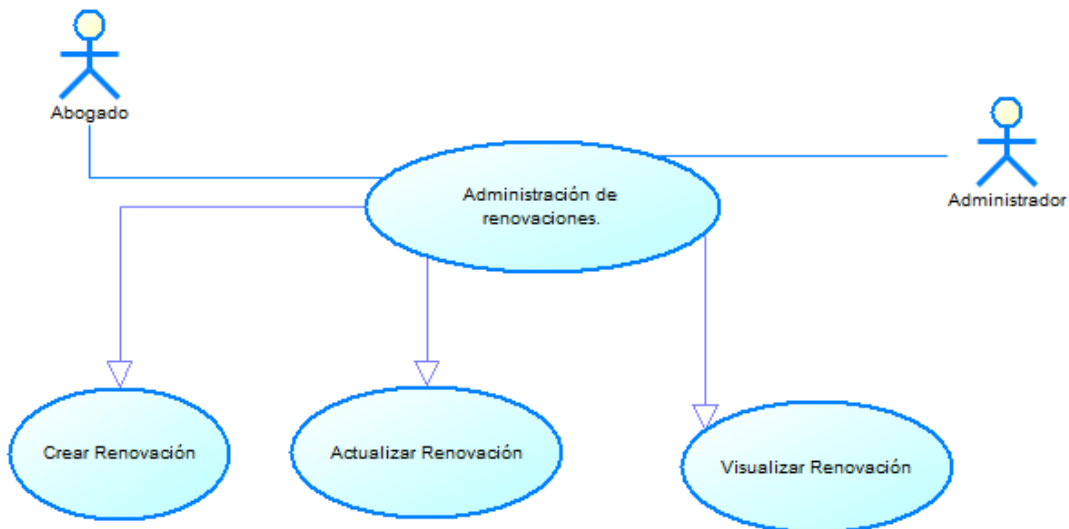 Abogado
Administrador
Administración de
renovaciones.
Crear Renovación
Actualizar Renovación
Visualizar Renovación